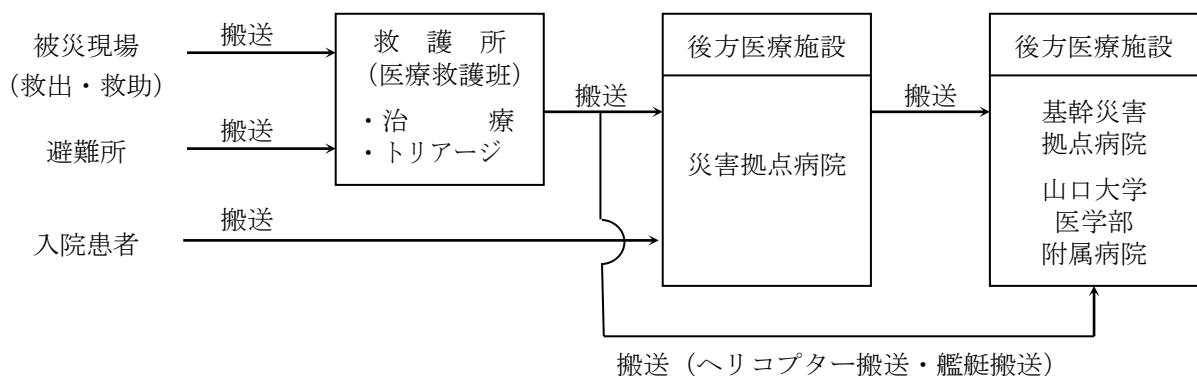 被災現場
(救出・救助)
搬送
避難所
搬送
入院患者
搬送
救護所
(医療救護班)
・治療
・トリアージ
搬送
後方医療施設
災害拠点病院
搬送
後方医療施設
基幹災害
拠点病院
山口大学
医学部
附属病院
搬送(ヘリコプター搬送・艦艇搬送)